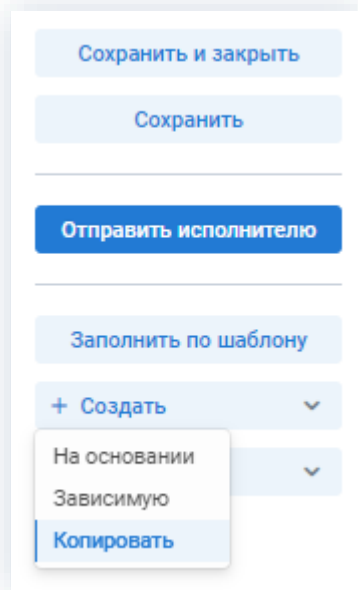 Сохранить и закрыть
Сохранить
Отправить исполнителю
Заполнить по шаблону
+ Создать
На основании
Зависимую
Копировать